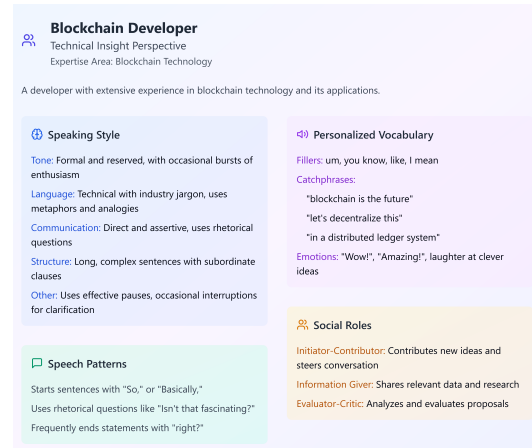 Blockchain Developer
Technical Insight Perspective
Expertise Area: Blockchain Technology
A developer with extensive experience in blockchain technology and its applications.
Speaking Style
Tone: Formal and reserved, with occasional bursts of
enthusiasm
Language: Technical with industry jargon, uses
metaphors and analogies
Communication: Direct and assertive, uses rhetorical
questions
Structure: Long, complex sentences with subordinate
clauses
Other: Uses effective pauses, occasional interruptions
for clarification
Speech Patterns
Starts sentences with "So," or "Basically,"
Uses rhetorical questions like "Isn't that fascinating?"
Frequently ends statements with "right?"
Personalized Vocabulary
Fillers: um, you know, like, I mean
Catchphrases:
"blockchain is the future"
"let's decentralize this"
"in a distributed ledger system"
Emotions: "Wow!", "Amazing!", laughter at clever
ideas
Social Roles
Initiator-Contributor: Contributes new ideas and
steers conversation
Information Giver: Shares relevant data and research
Evaluator-Critic: Analyzes and evaluates proposals